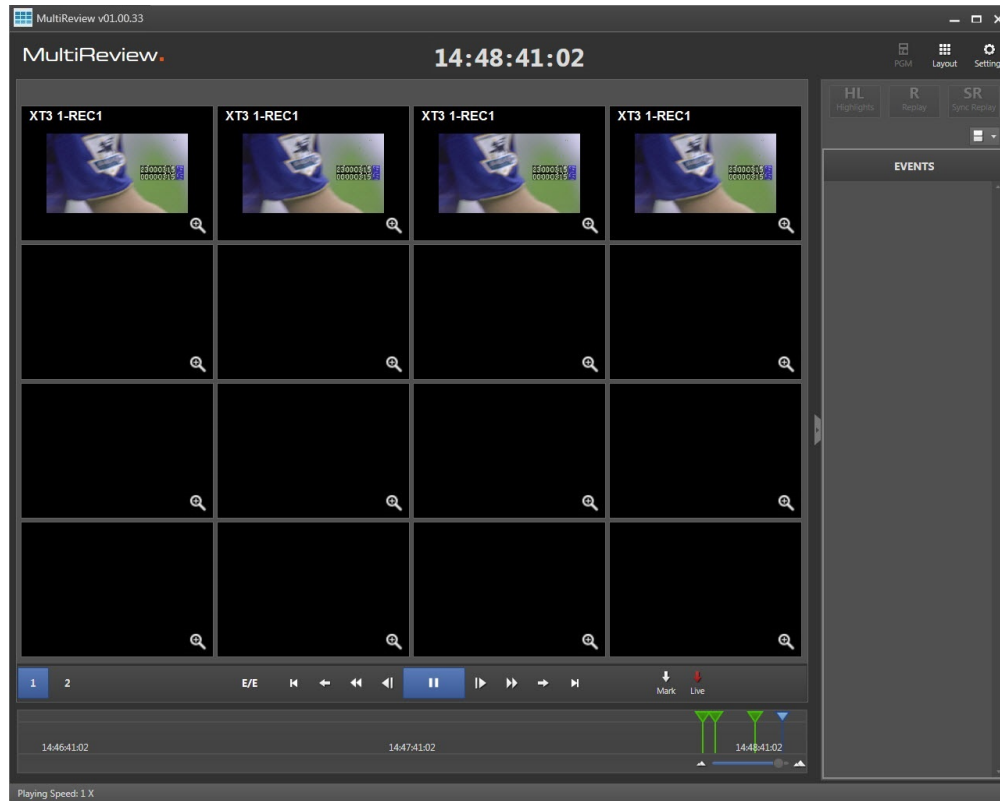 MultiReview v01.00.33
MultiReview.
14:48:41:02
PGM
Layout
Setting
HL
Highlights
R
Replay
SR
Sync Replay
EVENTS
XT3 1-REC1
XT3 1-REC1
XT3 1-REC1
XT3 1-REC1
1
2
E/E
Mark
Live
14:46:41:02
14:47:41:02
14:48:41:02
Playing Speed: 1 X